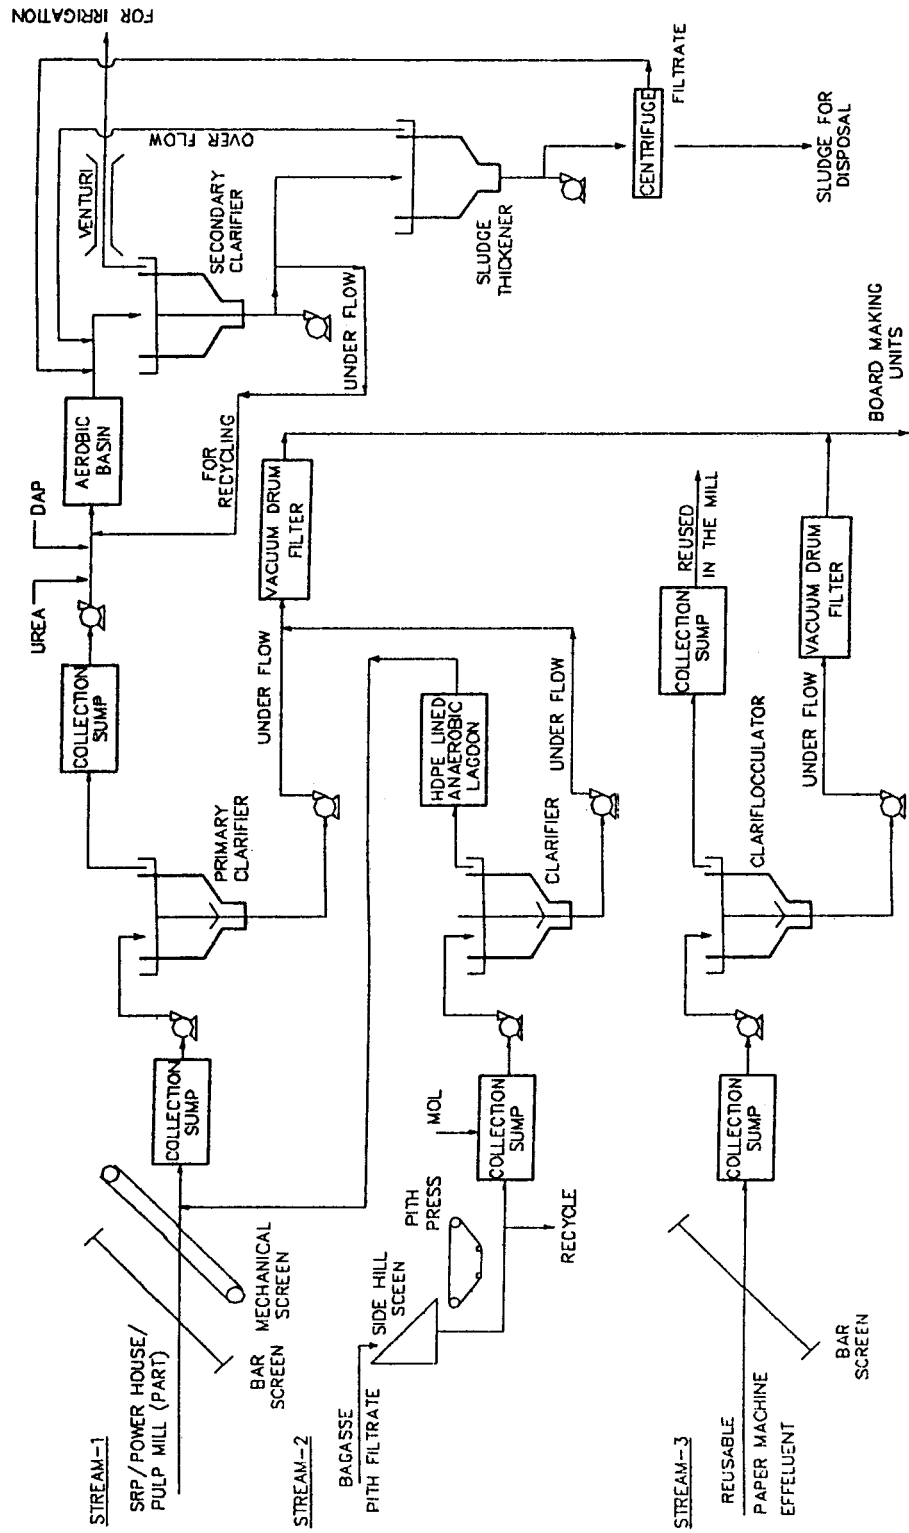 STREAM-1
SRP/POWER HOUSE/
PULP MILL (PART)
BAR
SCREEN
MECHANICAL
SCREEN
COLLECTION
SUMP
PRIMARY
CLARIFIER
COLLECTION
SUMP
UREA
DAP
AEROBIC
BASIN
FOR
RECYCLING
UNDER FLOW
SECONDARY
CLARIFIER
VENTURI
OVER FLOW
FOR IRRIGATION
SLUDGE
THICKENER
CENTRIFUGE
FILTRATE
SLUDGE FOR
DISPOSAL
UNDER FLOW
VACUUM DRUM
FILTER
STREAM-2
BAGASSE
PITH FILTRATE
SIDE HILL
SCEEN
PITH
PRESS
RECYCLE
MOL
COLLECTION
SUMP
CLARIFIER
HDPE LINED
ANAEROBIC
LAGOON
UNDER FLOW
STREAM-3
REUSABLE
PAPER MACHINE
EFFELUENT
BAR
SCREEN
COLLECTION
SUMP
CLARIFLOCCULATOR
COLLECTION
SUMP
REUSED
IN THE MILL
UNDER FLOW
VACUUM DRUM
FILTER
BOARD MAKING
UNITS